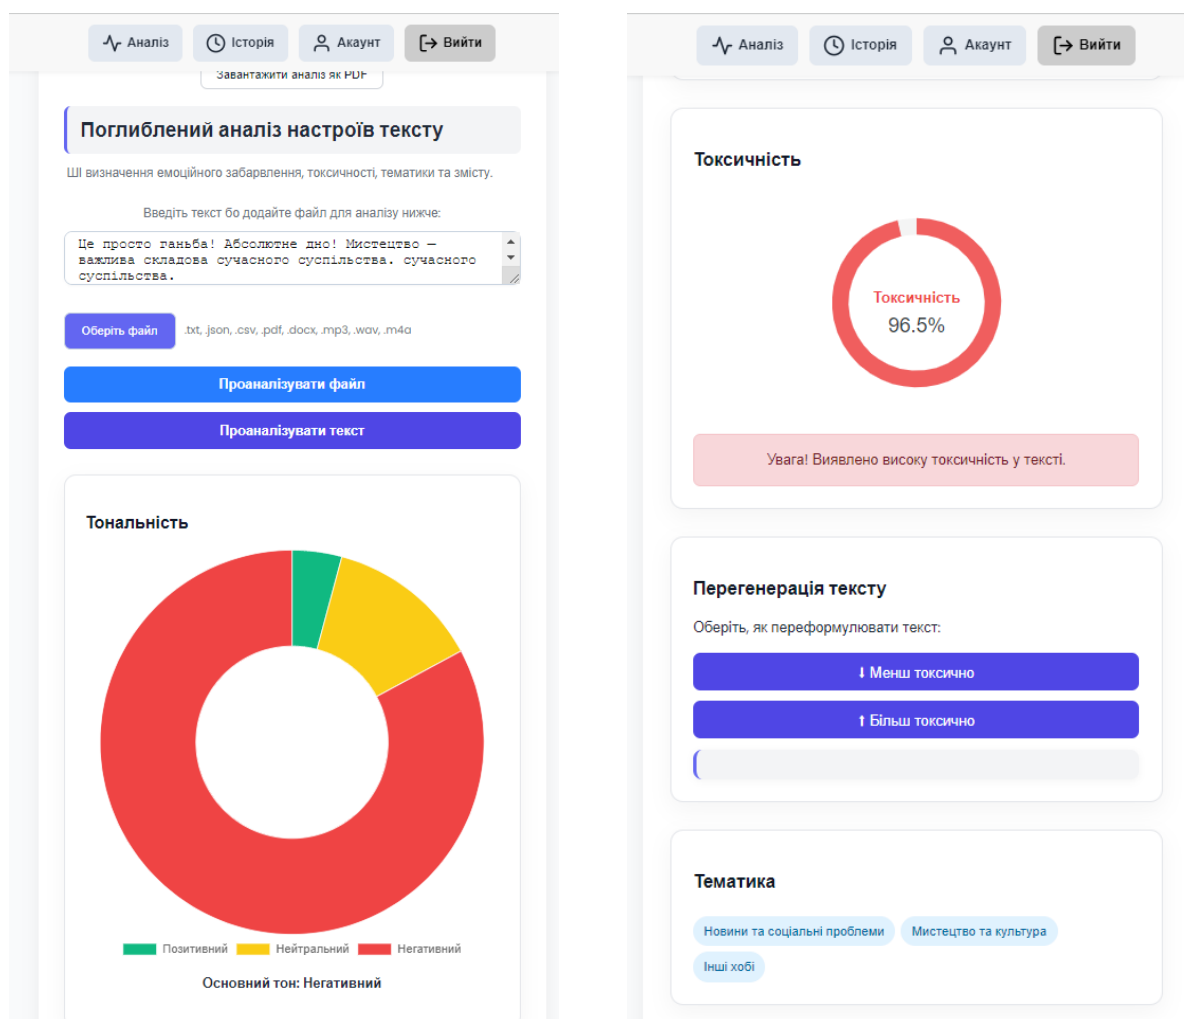 Аналіз
Історія
Акаунт
Вийти
Завантажити аналіз як PDF
Поглиблений аналіз настроїв тексту
ШІ визначення емоційного забарвлення, токсичності, тематики та змісту.
Введіть текст бо додайте файл для аналізу нижче:
Це просто ганьба! Абсолютне дно! Мистецтво —
важлива складова сучасного суспільства. сучасного
суспільства.
Оберіть файл
.txt, .json, .csv, .pdf, .docx, .mp3, .wav, .m4a
Проаналізувати файл
Проаналізувати текст
Тональність
Позитивний
Нейтральний
Негативний
Основний тон: Негативний
Аналіз
Історія
Акаунт
Вийти
Токсичність
Токсичність
96.5%
Увага! Виявлено високу токсичність у тексті.
Перегенерація тексту
Оберіть, як переформулювати текст:
⬇ Менш токсично
⬆ Більш токсично
Тематика
Новини та соціальні проблеми
Мистецтво та культура
Інші хобі